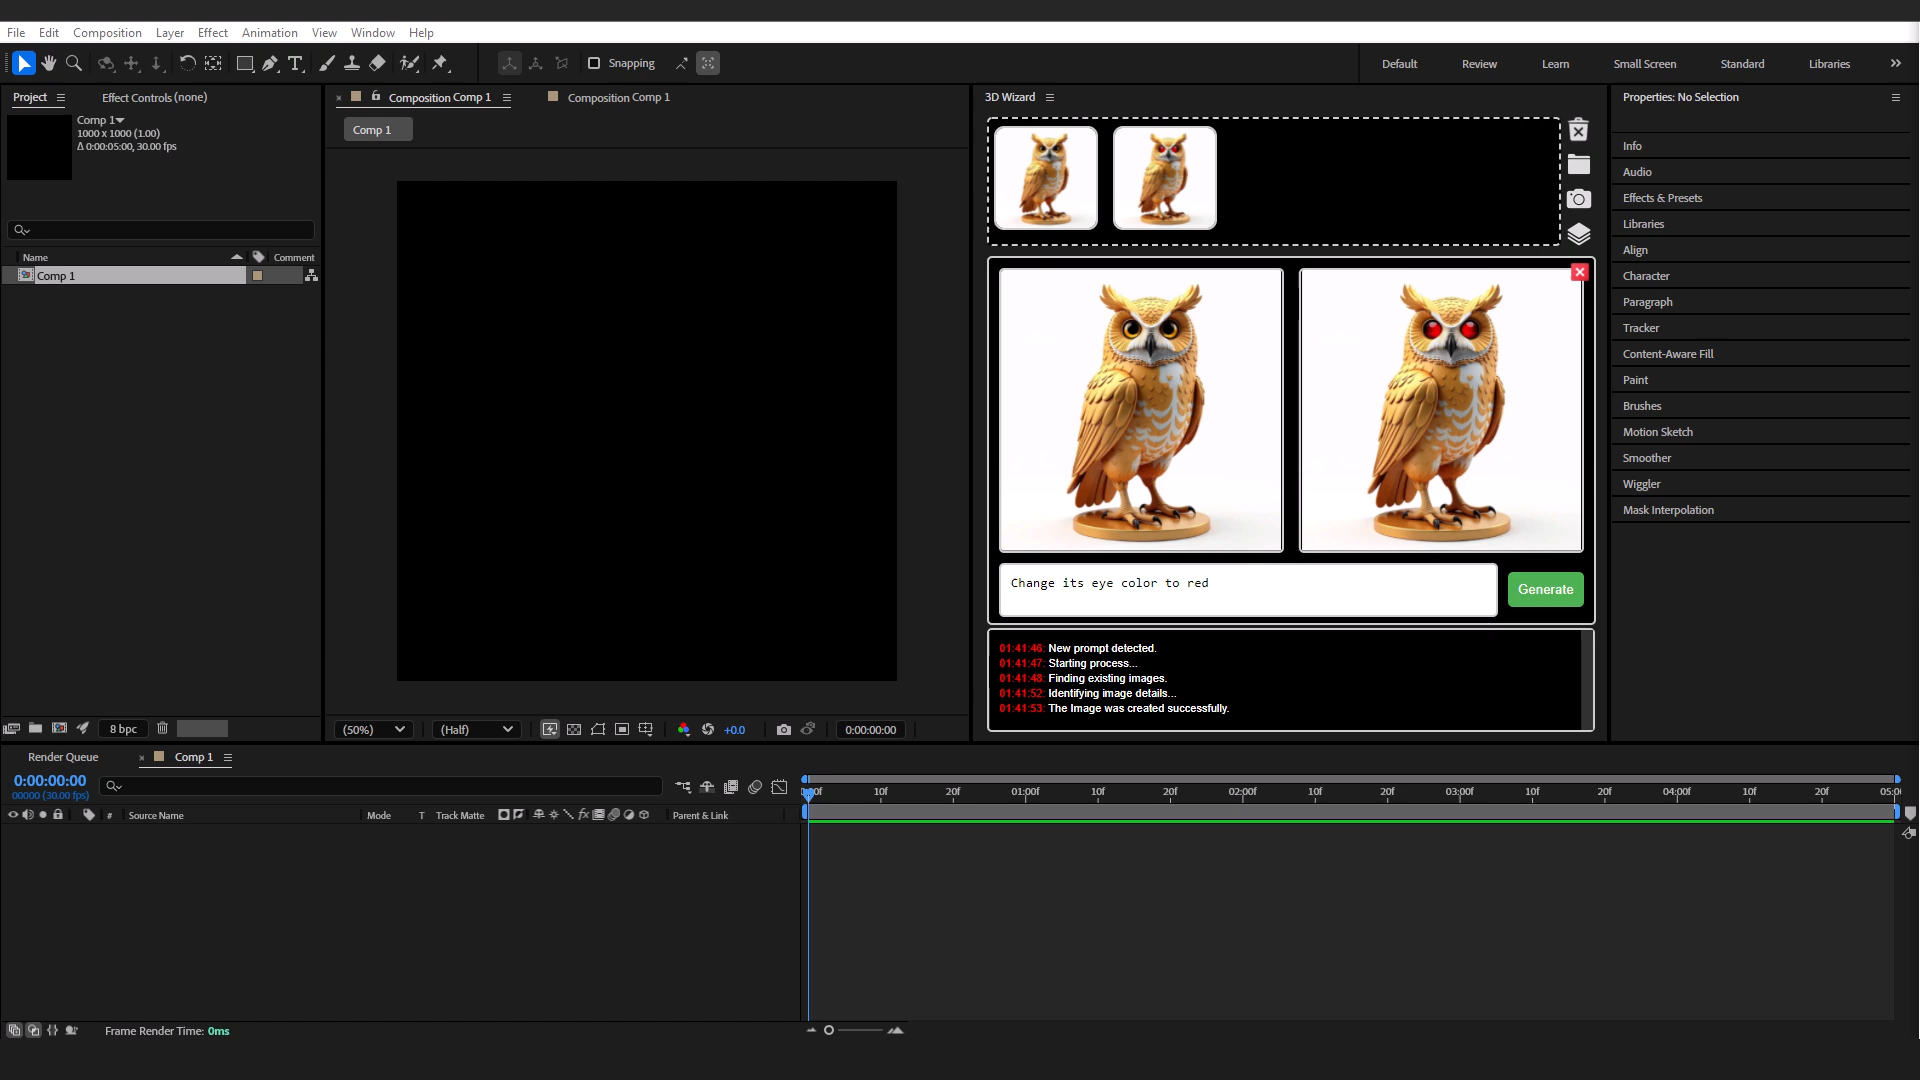 File Edit Composition Layer Effect Animation View Window Help
Snapping
Default Review Learn Small Screen Standard Libraries
Project
Effect Controls (none)
Comp 1
1000 x 1000 (1.00)
Δ 0:00:05:00, 30.00 fps
Name Comment
Comp 1
8 bpc
Composition Comp 1
Composition Comp 1
Comp 1
(50%) (Half) +0.0 0:00:00:00
3D Wizard
Change its eye color to red
Generate
01:41:46: New prompt detected.
01:41:47: Starting process...
01:41:48: Finding existing images.
01:41:52: Identifying image details...
01:41:53: The Image was created successfully.
Properties: No Selection
Info
Audio
Effects & Presets
Libraries
Align
Character
Paragraph
Tracker
Content-Aware Fill
Paint
Brushes
Motion Sketch
Smoother
Wiggler
Mask Interpolation
Render Queue Comp 1
0:00:00:00
00000 (30.00 fps)
# Source Name Mode T Track Matte fx Parent & Link
10f 20f 01:00f 10f 20f 02:00f 10f 20f 03:00f 10f 20f 04:00f 10f 20f
Frame Render Time: 0ms